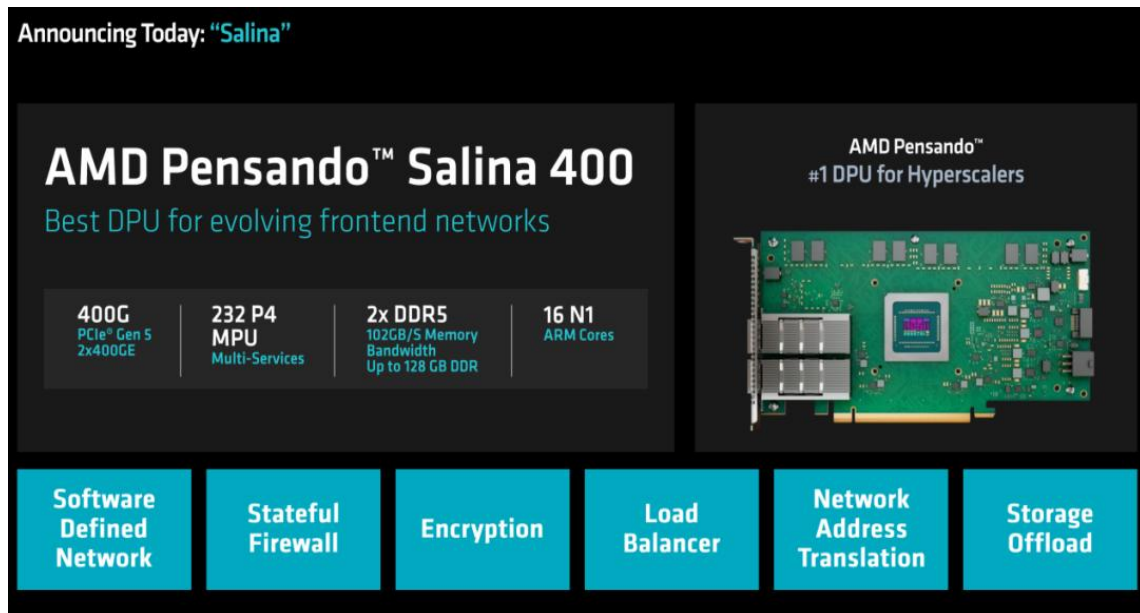 Announcing Today: “Salina”
AMD Pensando™ Salina 400
Best DPU for evolving frontend networks
400G
PCIe® Gen 5
2x400GE
232 P4
MPU
Multi-Services
2x DDR5
102GB/S Memory
Bandwidth
Up to 128 GB DDR
16 N1
ARM Cores
AMD Pensando™
#1 DPU for Hyperscalers
Software
Defined
Network
Stateful
Firewall
Encryption
Load
Balancer
Network
Address
Translation
Storage
Offload